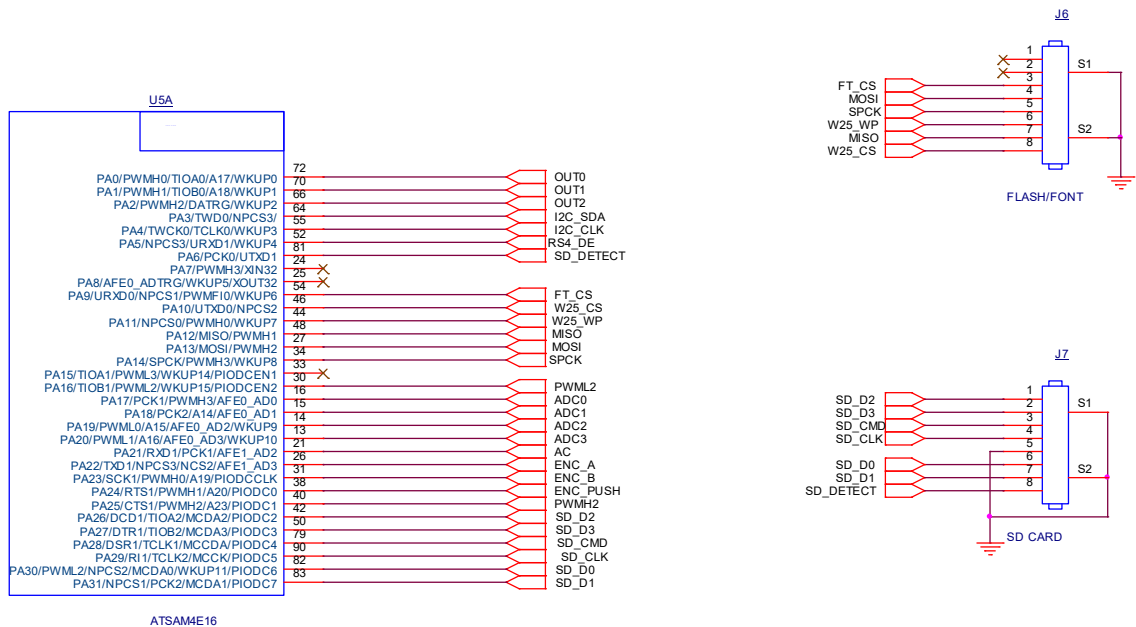 U5A
PA0/PWMH0/TIOA0/A17/WKUP0 72 OUT0
PA1/PWMH1/TIOB0/A18/WKUP1 70 OUT1
PA2/PWMH2/DATRG/WKUP2 66 OUT2
PA3/TWD0/NPCS3/ 64 I2C_SDA
PA4/TWCK0/TCLK0/WKUP3 55 I2C_CLK
PA5/NPCS3/URXD1/WKUP4 52 RS4_DE
PA6/PCK0/UTXD1 81 SD_DETECT
PA7/PWMH3/XIN32 24
PA8/AFE0_ADTRG/WKUP5/XOUT32 25
PA9/URXD0/NPCS1/PWMFI0/WKUP6 54 FT_CS
PA10/UTXD0/NPCS2 46 W25_CS
PA11/NPCS0/PWMH0/WKUP7 44 W25_WP
PA12/MISO/PWMH1 48 MISO
PA13/MOSI/PWMH2 27 MOSI
PA14/SPCK/PWMH3/WKUP8 34 SPCK
PA15/TIOA1/PWML3/WKUP14/PIODCEN1 33
PA16/TIOB1/PWML2/WKUP15/PIODCEN2 30 PWML2
PA17/PCK1/PWMH3/AFE0_AD0 16 ADC0
PA18/PCK2/A14/AFE0_AD1 15 ADC1
PA19/PWML0/A15/AFE0_AD2/WKUP9 14 ADC2
PA20/PWML1/A16/AFE0_AD3/WKUP10 13 ADC3
PA21/RXD1/PCK1/AFE1_AD2 21 AC
PA22/TXD1/NPCS3/NCS2/AFE1_AD3 26 ENC_A
PA23/SCK1/PWMH0/A19/PIODCCLK 31 ENC_B
PA24/RTS1/PWMH1/A20/PIODC0 38 ENC_PUSH
PA25/CTS1/PWMH2/A23/PIODC1 40 PWMH2
PA26/DCD1/TIOA2/MCDA2/PIODC2 42 SD_D2
PA27/DTR1/TIOB2/MCDA3/PIODC3 50 SD_D3
PA28/DSR1/TCLK1/MCCDA/PIODC4 79 SD_CMD
PA29/RI1/TCLK2/MCCK/PIODC5 90 SD_CLK
PA30/PWML2/NPCS2/MCDA0/WKUP11/PIODC6 82 SD_D0
PA31/NPCS1/PCK2/MCDA1/PIODC7 83 SD_D1
ATSAM4E16
J6
1
2 S1
FT_CS 3
MOSI 4
SPCK 5
W25_WP 6
MISO 7 S2
W25_CS 8
FLASH/FONT
J7
SD_D2 1
SD_D3 2 S1
SD_CMD 3
SD_CLK 4
5
SD_D0 6
SD_D1 7 S2
SD_DETECT 8
SD CARD